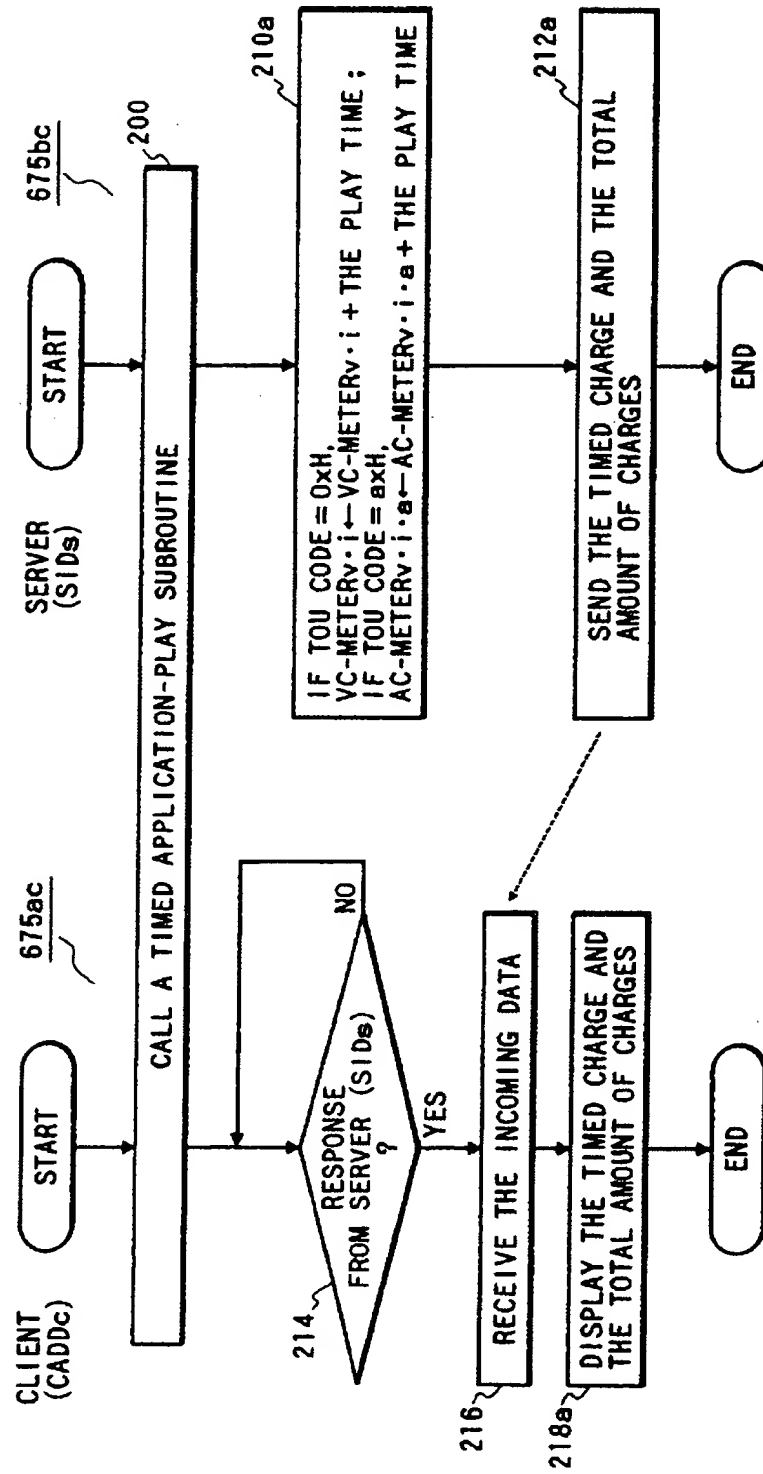 CLIENT
(CADDc)
START
675ac
SERVER
(SIDs)
START
675bc
200
CALL A TIMED APPLICATION-PLAY SUBROUTINE
214
RESPONSE
FROM SERVER (SIDs)
?
NO
YES
210a
IF TOU CODE=0xH,
VC-METERv·i←VC-METERv·i+THE PLAY TIME;
IF TOU CODE=axH,
AC-METERv·i·a←AC-METERv·i·a+THE PLAY TIME
216
RECEIVE THE INCOMING DATA
212a
SEND THE TIMED CHARGE AND THE TOTAL
AMOUNT OF CHARGES
218a
DISPLAY THE TIMED CHARGE AND
THE TOTAL AMOUNT OF CHARGES
END
END